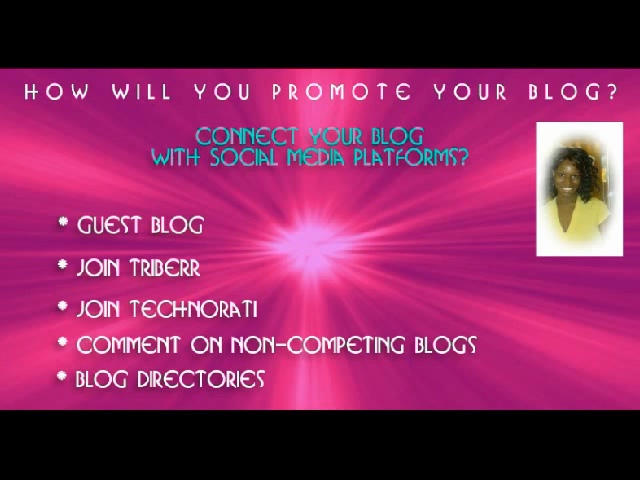 HOW WILL YOU PROMOTE YOUR BLOG?
CONNECT YOUR BLOG
WITH SOCIAL MEDIA PLATFORMS?
* GUEST BLOG
* JOIN TRIBERR
* JOIN TECHNORATI
* COMMENT ON NON-COMPETING BLOGS
* BLOG DIRECTORIES